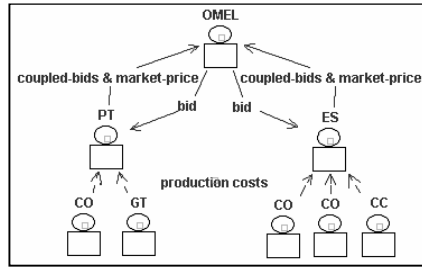 OMEL
coupled-bids & market-price coupled-bids & market-price
bid bid
PT ES
production costs
CO GT CO CO CC